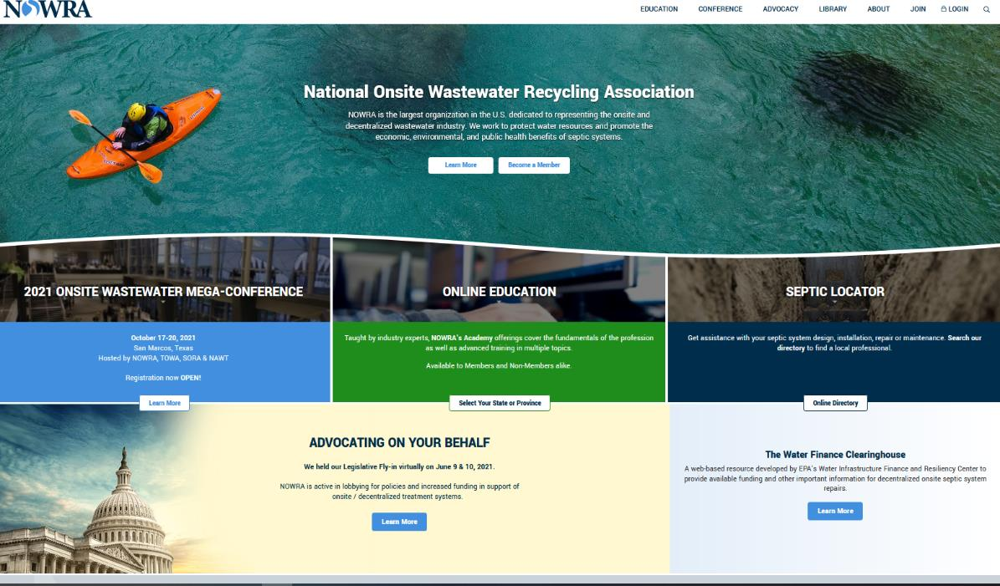 NOWRA
EDUCATION CONFERENCE ADVOCACY LIBRARY ABOUT JOIN LOGIN
National Onsite Wastewater Recycling Association
NOWRA is the largest organization in the U.S. dedicated to representing the onsite and
decentralized wastewater industry. We work to protect water resources and promote the
economic, environmental, and public health benefits of septic systems.
Learn More Become a Member
2021 ONSITE WASTEWATER MEGA-CONFERENCE
October 17-20, 2021
San Marcos, Texas
Hosted by NOWRA, TOWA, SORA & NAWT
Registration now OPEN!
Learn More
ONLINE EDUCATION
Taught by industry experts, NOWRA's Academy offerings cover the fundamentals of the profession
as well as advanced training in multiple topics.
Available to Members and Non-Members alike.
Select Your State or Province
SEPTIC LOCATOR
Get assistance with your septic system design, installation, repair or maintenance. Search our
directory to find a local professional.
Online Directory
ADVOCATING ON YOUR BEHALF
We held our Legislative Fly-in virtually on June 9 & 10, 2021.
NOWRA is active in lobbying for policies and increased funding in support of
onsite / decentralized treatment systems.
Learn More
The Water Finance Clearinghouse
A web-based resource developed by EPA's Water Infrastructure Finance and Resiliency Center to
provide available funding and other important information for decentralized onsite septic system
repairs.
Learn More